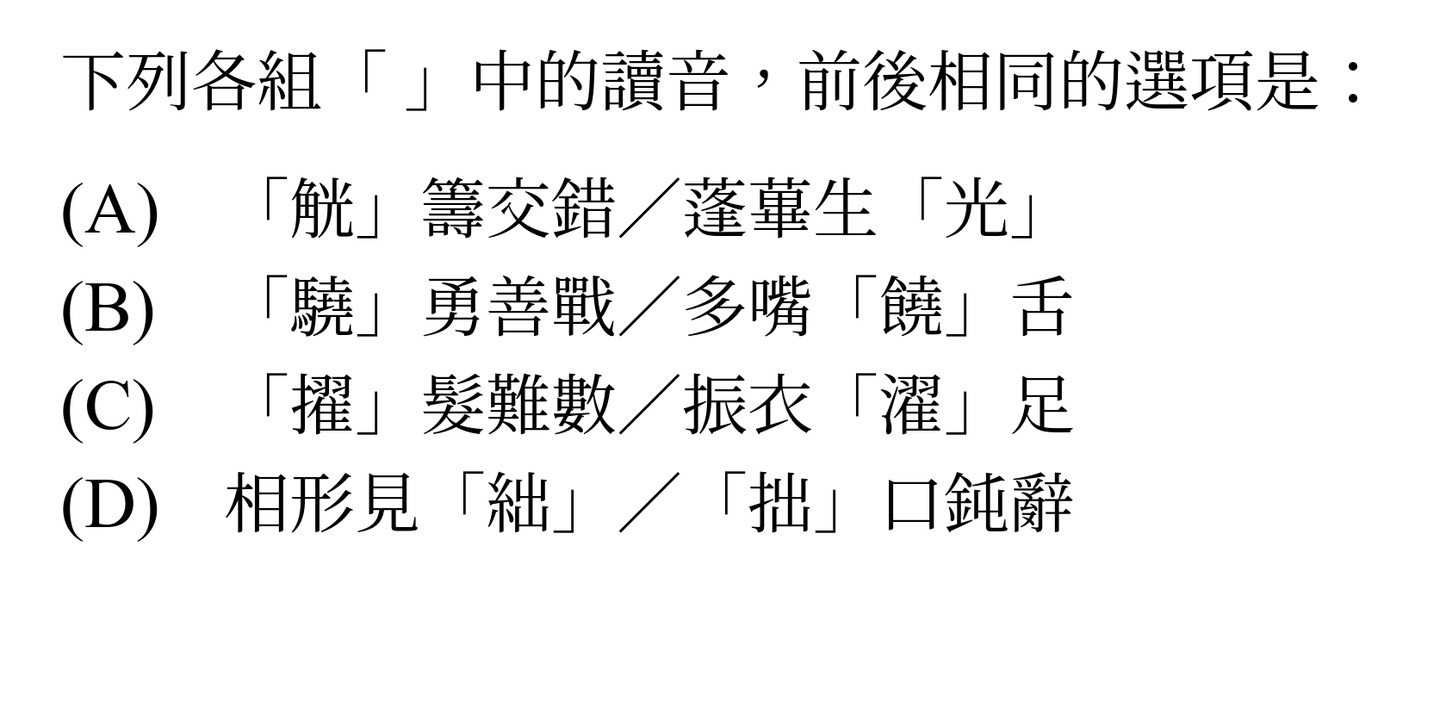 下列各組「 」中的讀音，前後相同的選項是：
(A) 「觥」籌交錯／蓬蓽生「光」
(B) 「驍」勇善戰／多嘴「饒」舌
(C) 「擢」髮難數／振衣「濯」足
(D) 相形見「絀」／「拙」口鈍辭